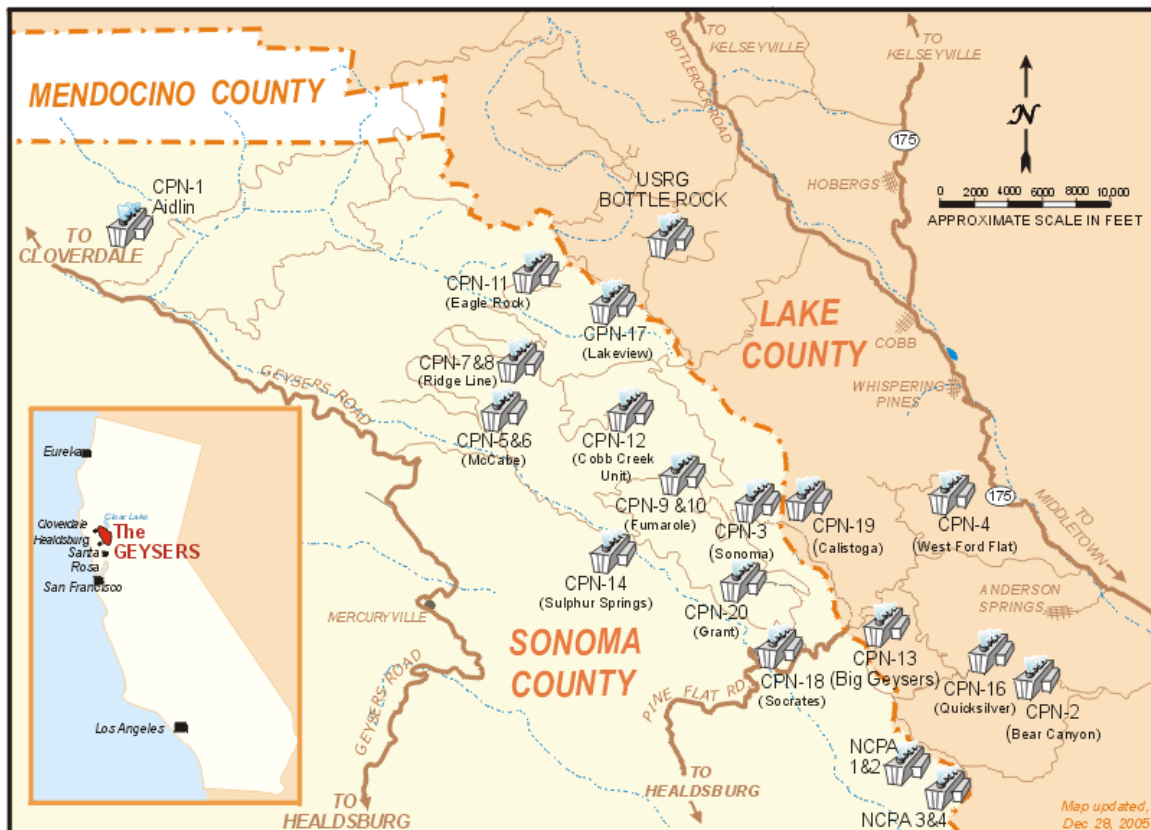 TO
KELSEYVILLE
TO
KELSEYVILLE
BOTTLEROCK ROAD
MENDOCINO COUNTY
N
175
CPN-1
Aidlin
USRG
BOTTLE ROCK
HOBERGS
0 2000 4000 6000 8000 10,000
APPROXIMATE SCALE IN FEET
TO
CLOVERDALE
CPN-11
(Eagle Rock)
CPN-17
(Lakeview)
LAKE
COUNTY
COBB
CPN-7&8
(Ridge Line)
GEYSERS ROAD
WHISPERING
PINES
CPN-5&6
(McCabe)
CPN-12
(Cobb Creek
Unit)
CPN-9 &10
(Fumarole)
CPN-3
(Sonoma)
CPN-19
(Calistoga)
CPN-4
(West Ford Flat)
175
TO
MIDDLETOWN
CPN-14
(Sulphur Springs)
CPN-20
(Grant)
ANDERSON
SPRINGS
MERCURYVILLE
SONOMA
COUNTY
CPN-18
(Socrates)
CPN-13
(Big Geysers)
CPN-16
(Quicksilver)
CPN-2
(Bear Canyon)
GEYSERS ROAD
PINE FLAT RD
NCPA
1&2
NCPA 3&4
TO
HEALDSBURG
TO
HEALDSBURG
Eureka
Clear Lake
Cloverdale
Healdsburg
The
GEYSERS
Santa
Rosa
San Francisco
Los Angeles
Map updated,
Dec 28, 2005